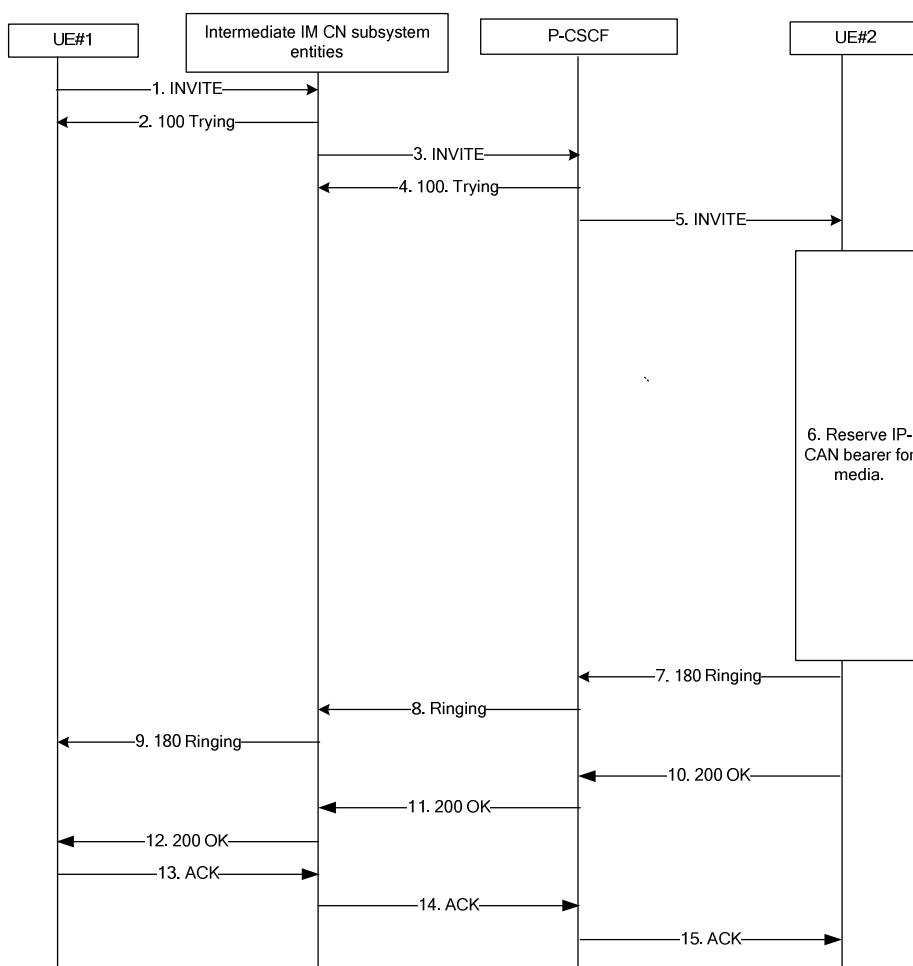 UE#1
Intermediate IM CN subsystem
entities
P-CSCF
UE#2
1. INVITE
2. 100 Trying
3. INVITE
4. 100. Trying
5. INVITE
6. Reserve IP-
CAN bearer for
media.
7. 180 Ringing
8. Ringing
9. 180 Ringing
10. 200 OK
11. 200 OK
12. 200 OK
13. ACK
14. ACK
15. ACK